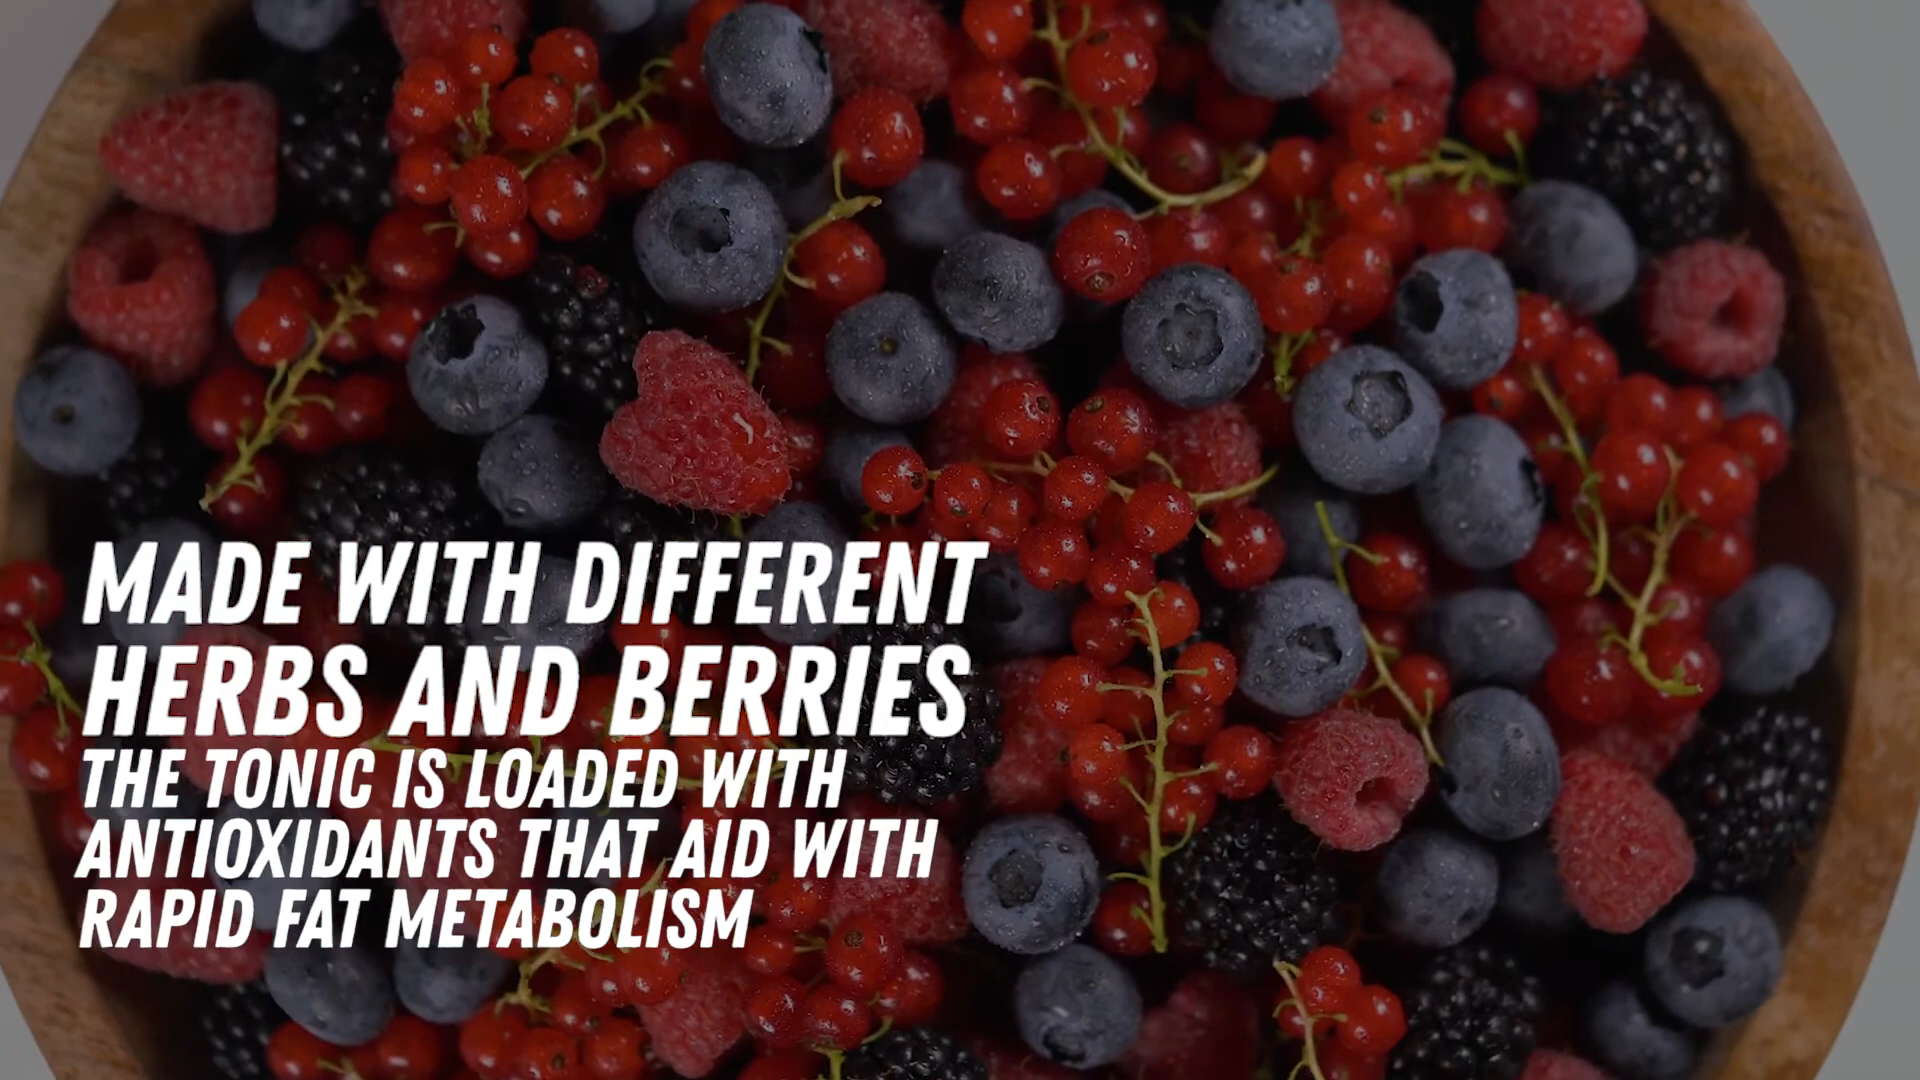 MADE WITH DIFFERENT
HERBS AND BERRIES
THE TONIC IS LOADED WITH
ANTIOXIDANTS THAT AID WITH
RAPID FAT METABOLISM